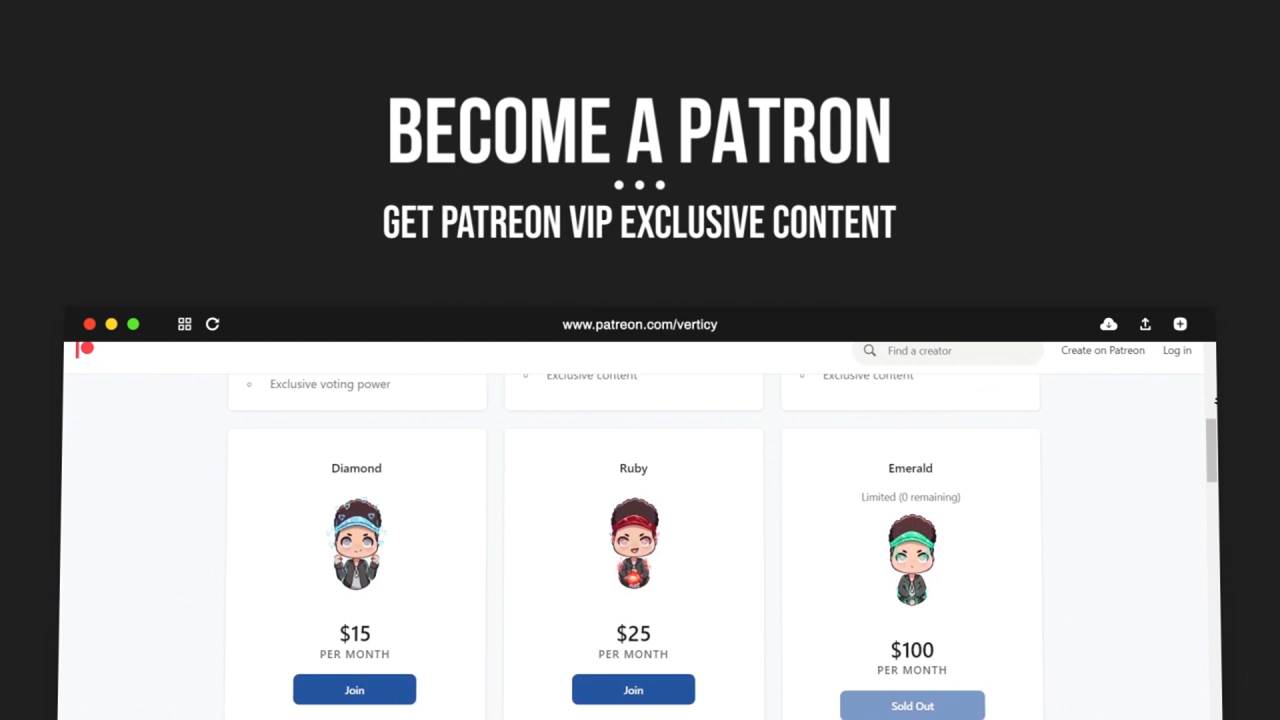 BECOME A PATRON
GET PATREON VIP EXCLUSIVE CONTENT
www.patreon.com/verticy
Find a creator
Create on Patreon
Log in
Exclusive voting power
Exclusive content
Exclusive content
Diamond
Ruby
Emerald
Limited (0 remaining)
$15
PER MONTH
$25
PER MONTH
$100
PER MONTH
Join
Join
Sold Out